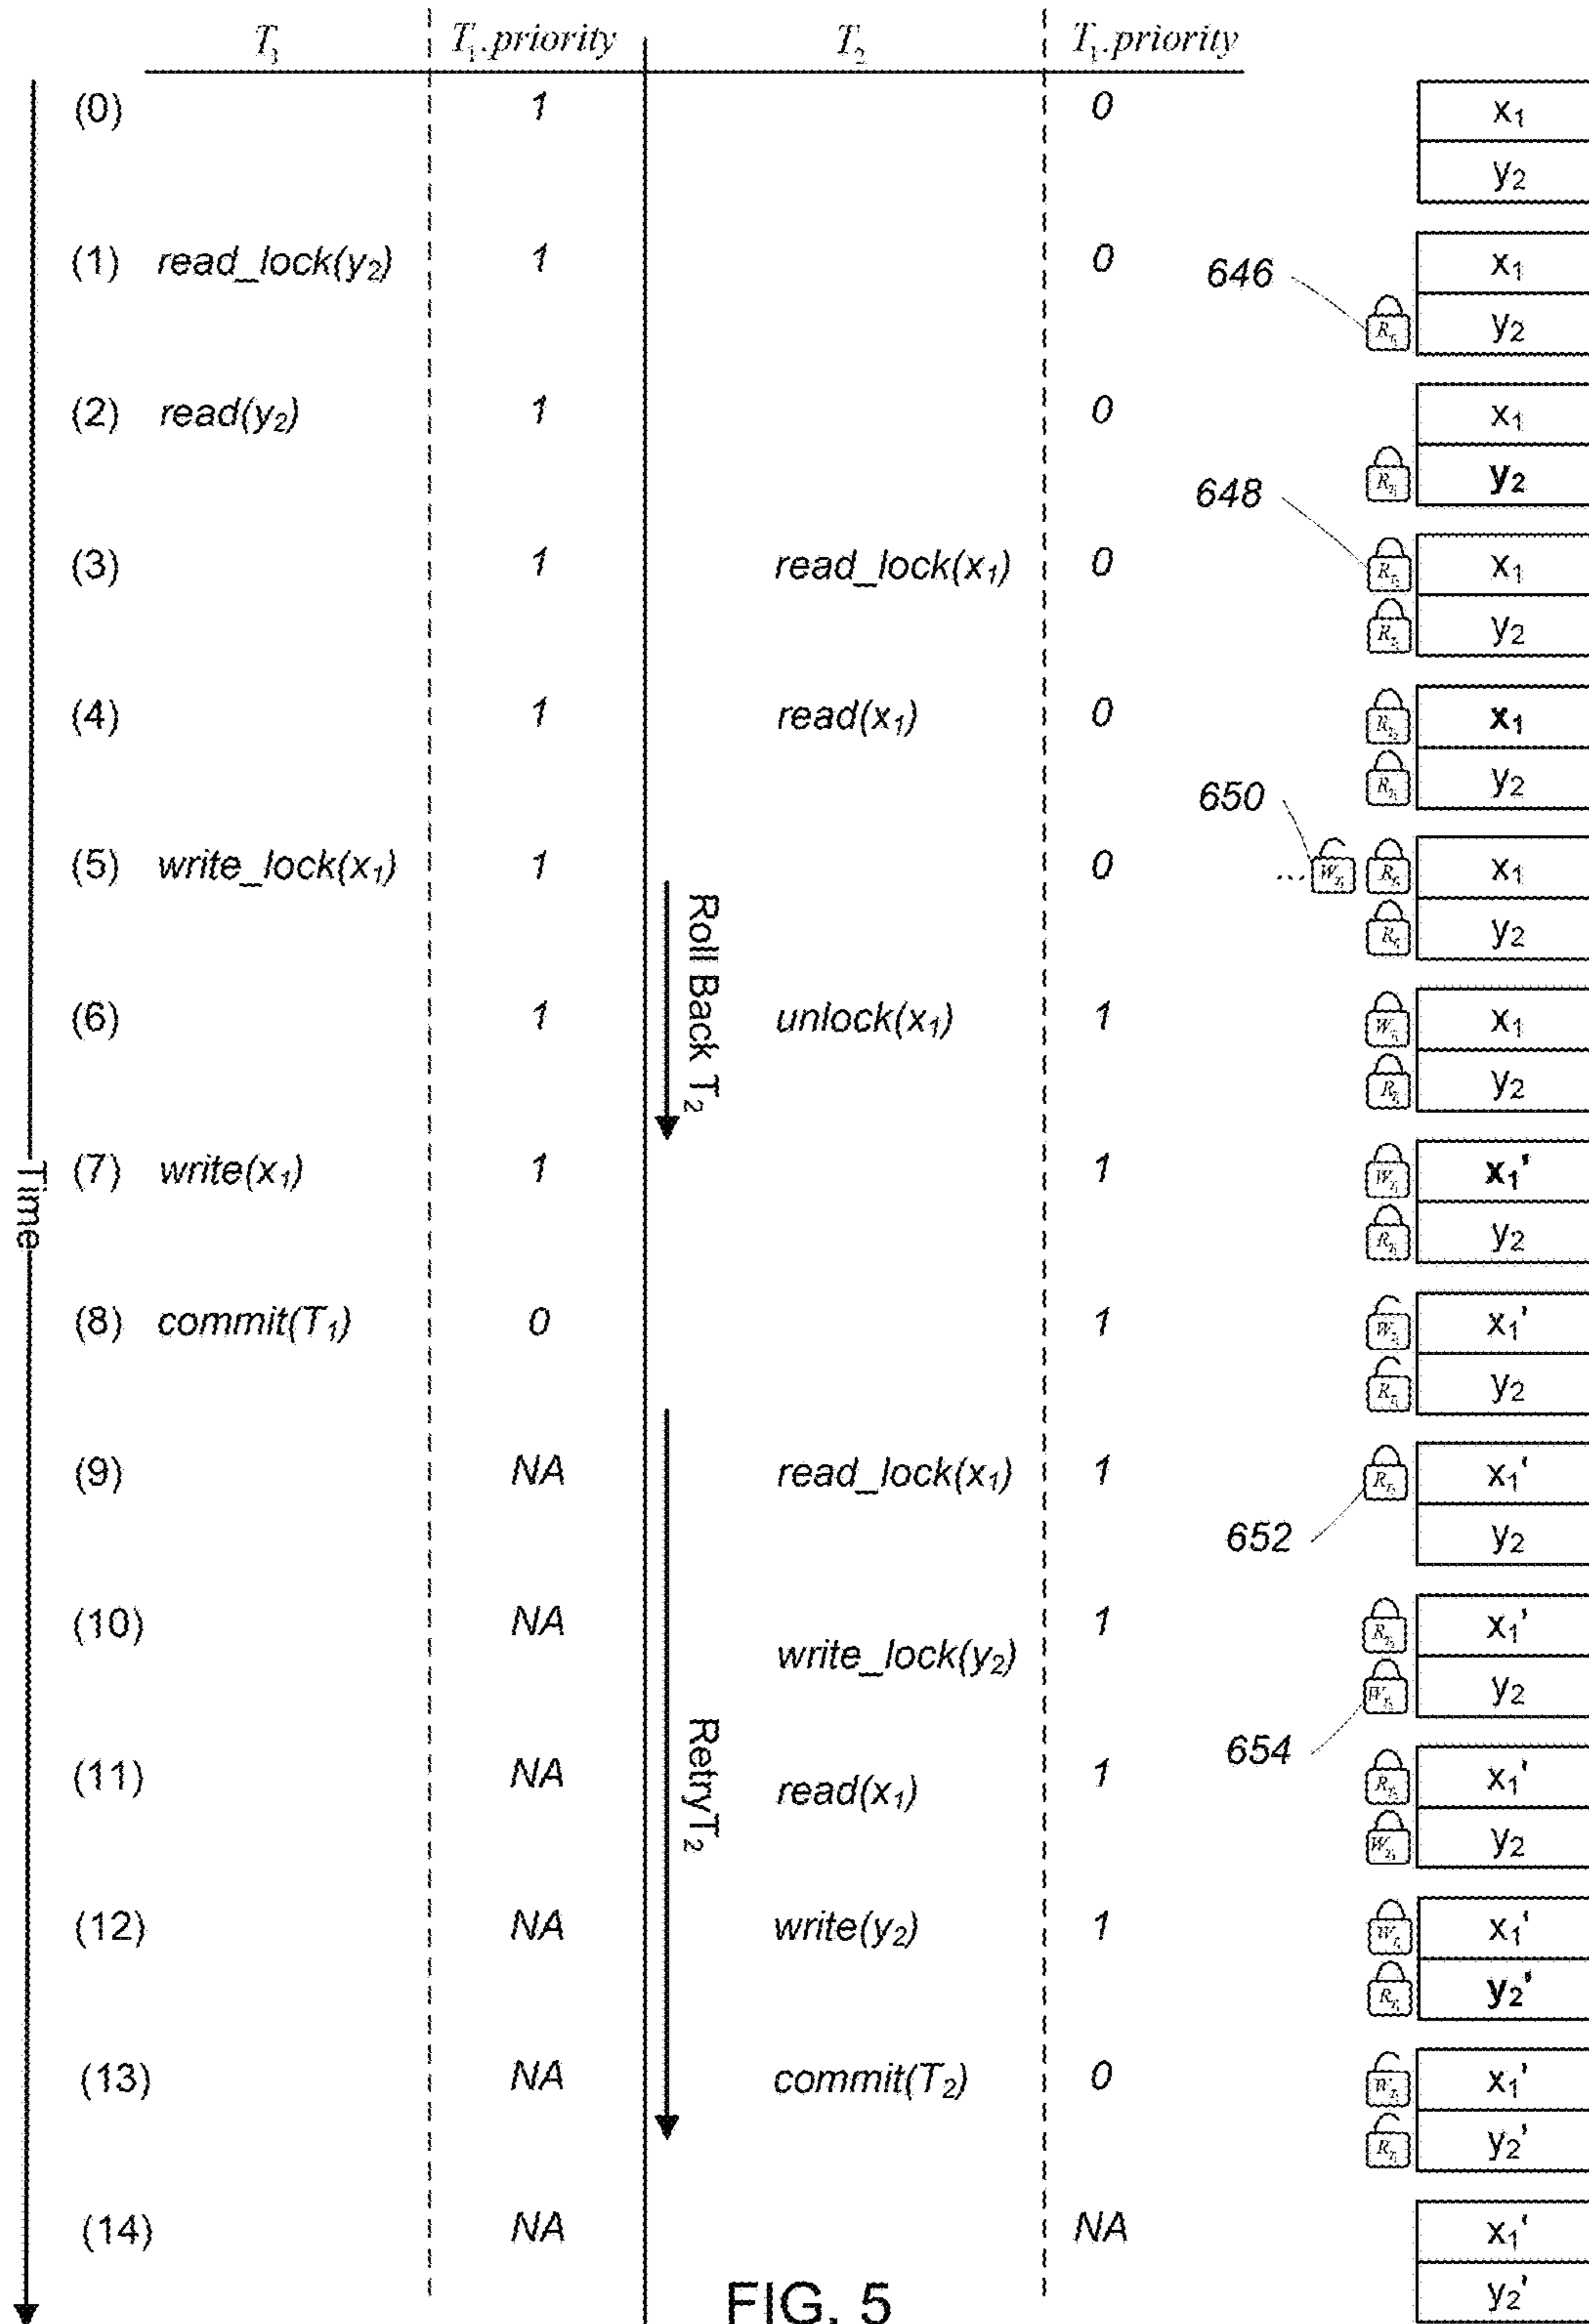 T₁ T₁.priority T₂ T₁.priority
(0) 1 0 x₁
y₂
(1) read_lock(y₂) 1 0 646 x₁
y₂
(2) read(y₂) 1 0 x₁
y₂
648
(3) 1 read_lock(x₁) 0 x₁
y₂
(4) 1 read(x₁) 0 x₁
y₂
650
(5) write_lock(x₁) 1 0 ... x₁
y₂
Roll Back T₂
(6) 1 unlock(x₁) 1 x₁
y₂
Time
(7) write(x₁) 1 1 x₁'
y₂
(8) commit(T₁) 0 1 x₁'
y₂
(9) NA read_lock(x₁) 1 x₁'
652 y₂
(10) NA write_lock(y₂) 1 x₁'
y₂
654
Retry T₂
(11) NA read(x₁) 1 x₁'
y₂
(12) NA write(y₂) 1 x₁'
y₂'
(13) NA commit(T₂) 0 x₁'
y₂'
(14) NA NA x₁'
y₂'
FIG. 5